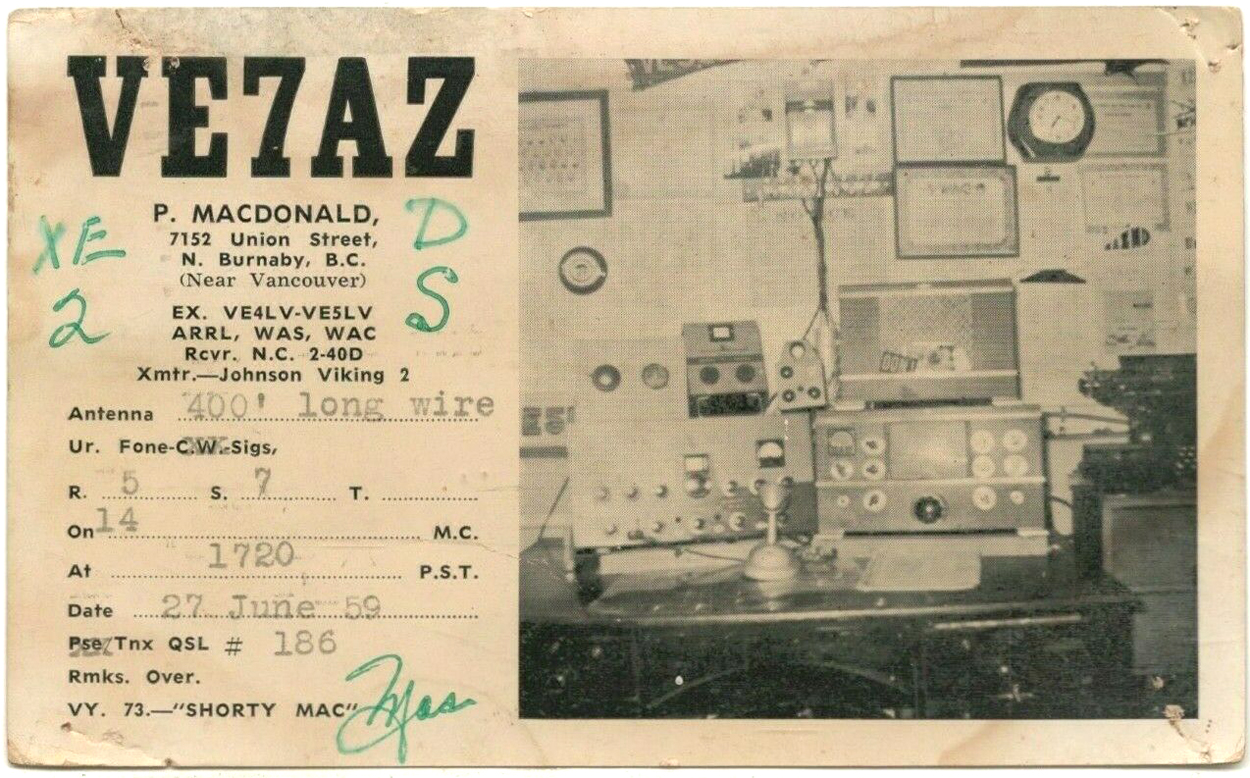 VE7AZ
P. MACDONALD,
7152 Union Street,
N. Burnaby, B.C.
(Near Vancouver)
XE D
2 S
EX. VE4LV-VE5LV
ARRL, WAS, WAC
Rcvr. N.C. 2-40D
Xmtr.—Johnson Viking 2
Antenna 400' long wire
Ur. Fone-C.W.-Sigs,
R. 5 S. 7 T.
On 14 M.C.
At 1720 P.S.T.
Date 27 June 59
Pse Tnx QSL # 186
Rmks. Over.
VY. 73.—"SHORTY MAC" Mac